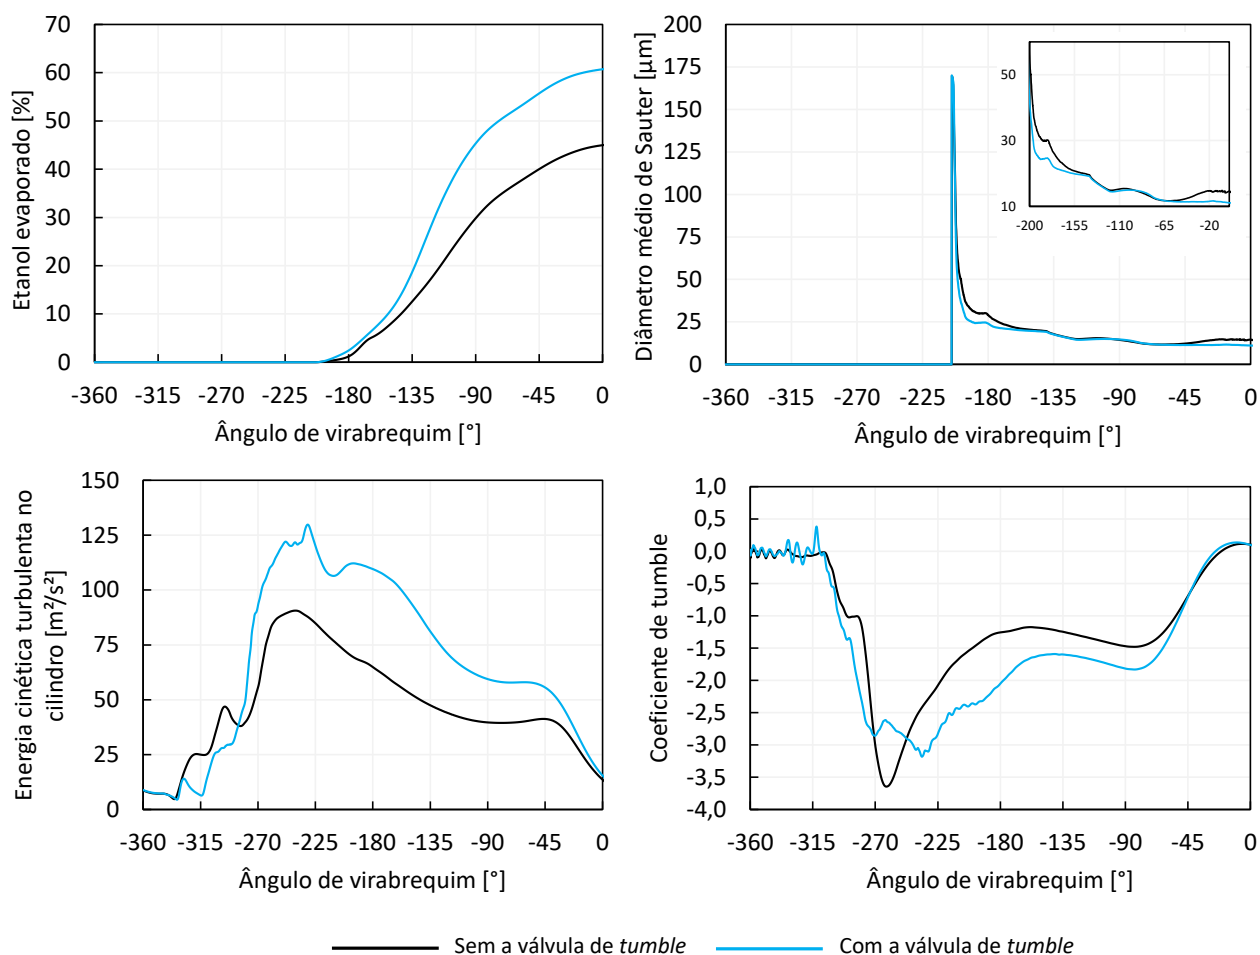 Etanol evaporado [%]
70
60
50
40
30
20
10
0
-360 -315 -270 -225 -180 -135 -90 -45 0
Ângulo de virabrequim [°]
Diâmetro médio de Sauter [µm]
200
175
150
125
100
75
50
25
0
-360 -315 -270 -225 -180 -135 -90 -45 0
Ângulo de virabrequim [°]
50
30
10
-200 -155 -110 -65 -20
Energia cinética turbulenta no
cilindro [m²/s²]
150
125
100
75
50
25
0
-360 -315 -270 -225 -180 -135 -90 -45 0
Ângulo de virabrequim [°]
Coeficiente de tumble
1,0
0,5
0,0
-0,5
-1,0
-1,5
-2,0
-2,5
-3,0
-3,5
-4,0
-360 -315 -270 -225 -180 -135 -90 -45 0
Ângulo de virabrequim [°]
Sem a válvula de tumble Com a válvula de tumble